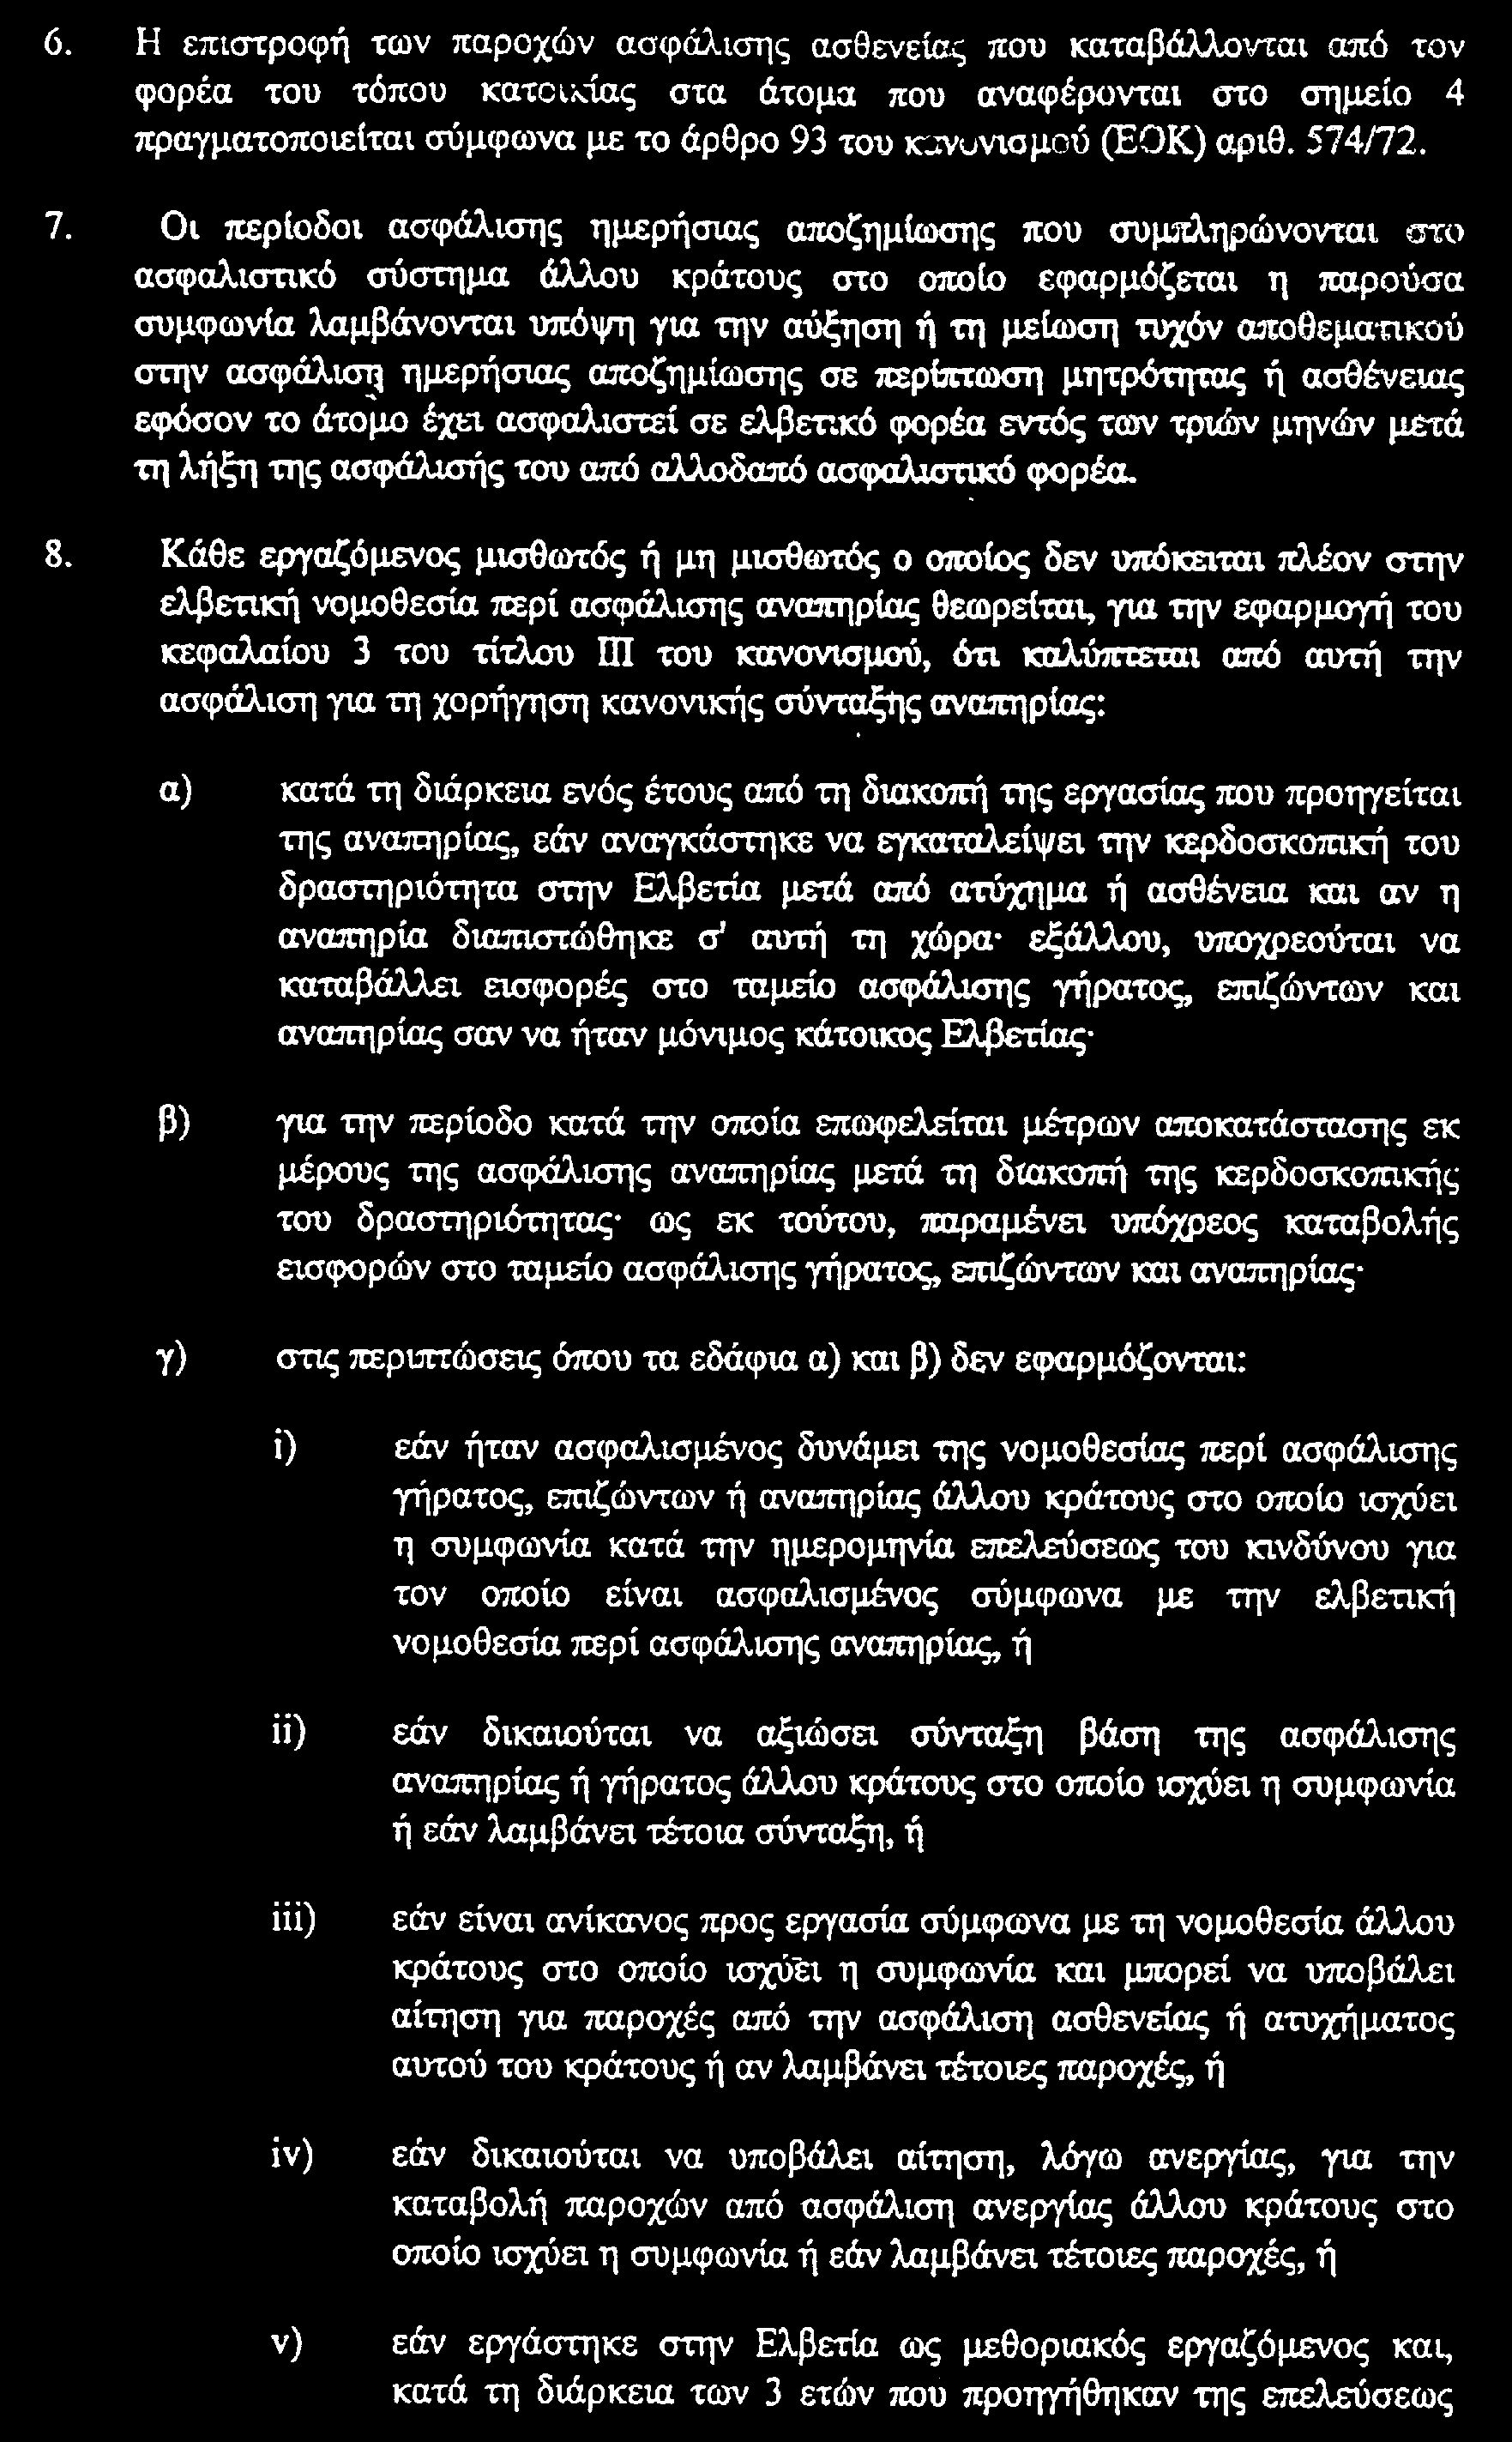 6. Η επιστροφή των παροχών ασφάλισης ασθενείας που καταβάλλονται από τον
φορέα του τόπου κατοικίας στα άτομα που αναφέρονται στο σημείο 4
πραγματοποιείται σύμφωνα με το άρθρο 93 του κανονισμού (ΕΟΚ) αριθ. 574/72.
7. Οι περίοδοι ασφάλισης ημερήσιας αποζημίωσης που συμπληρώνονται στο
ασφαλιστικό σύστημα άλλου κράτους στο οποίο εφαρμόζεται η παρούσα
συμφωνία λαμβάνονται υπόψη για την αύξηση ή τη μείωση τυχόν αποθεματικού
στην ασφάλιση ημερήσιας αποζημίωσης σε περίπτωση μητρότητας ή ασθένειας
εφόσον το άτομο έχει ασφαλιστεί σε ελβετικό φορέα εντός των τριών μηνών μετά
τη λήξη της ασφάλισής του από αλλοδαπό ασφαλιστικό φορέα.
8. Κάθε εργαζόμενος μισθωτός ή μη μισθωτός ο οποίος δεν υπόκειται πλέον στην
ελβετική νομοθεσία περί ασφάλισης αναπηρίας θεωρείται, για την εφαρμογή του
κεφαλαίου 3 του τίτλου ΙΙΙ του κανονισμού, ότι καλύπτεται από αυτή την
ασφάλιση για τη χορήγηση κανονικής σύνταξης αναπηρίας:
α) κατά τη διάρκεια ενός έτους από τη διακοπή της εργασίας που προηγείται
της αναπηρίας, εάν αναγκάστηκε να εγκαταλείψει την κερδοσκοπική του
δραστηριότητα στην Ελβετία μετά από ατύχημα ή ασθένεια και αν η
αναπηρία διαπιστώθηκε σ' αυτή τη χώρα· εξάλλου, υποχρεούται να
καταβάλλει εισφορές στο ταμείο ασφάλισης γήρατος, επιζώντων και
αναπηρίας σαν να ήταν μόνιμος κάτοικος Ελβετίας·
β) για την περίοδο κατά την οποία επωφελείται μέτρων αποκατάστασης εκ
μέρους της ασφάλισης αναπηρίας μετά τη διακοπή της κερδοσκοπικής
του δραστηριότητας· ως εκ τούτου, παραμένει υπόχρεος καταβολής
εισφορών στο ταμείο ασφάλισης γήρατος, επιζώντων και αναπηρίας·
γ) στις περιπτώσεις όπου τα εδάφια α) και β) δεν εφαρμόζονται:
i) εάν ήταν ασφαλισμένος δυνάμει της νομοθεσίας περί ασφάλισης
γήρατος, επιζώντων ή αναπηρίας άλλου κράτους στο οποίο ισχύει
η συμφωνία κατά την ημερομηνία επελεύσεως του κινδύνου για
τον οποίο είναι ασφαλισμένος σύμφωνα με την ελβετική
νομοθεσία περί ασφάλισης αναπηρίας, ή
ii) εάν δικαιούται να αξιώσει σύνταξη βάση της ασφάλισης
αναπηρίας ή γήρατος άλλου κράτους στο οποίο ισχύει η συμφωνία
ή εάν λαμβάνει τέτοια σύνταξη, ή
iii) εάν είναι ανίκανος προς εργασία σύμφωνα με τη νομοθεσία άλλου
κράτους στο οποίο ισχύει η συμφωνία και μπορεί να υποβάλει
αίτηση για παροχές από την ασφάλιση ασθενείας ή ατυχήματος
αυτού του κράτους ή αν λαμβάνει τέτοιες παροχές, ή
iv) εάν δικαιούται να υποβάλει αίτηση, λόγω ανεργίας, για την
καταβολή παροχών από ασφάλιση ανεργίας άλλου κράτους στο
οποίο ισχύει η συμφωνία ή εάν λαμβάνει τέτοιες παροχές, ή
v) εάν εργάστηκε στην Ελβετία ως μεθοριακός εργαζόμενος και,
κατά τη διάρκεια των 3 ετών που προηγήθηκαν της επελεύσεως